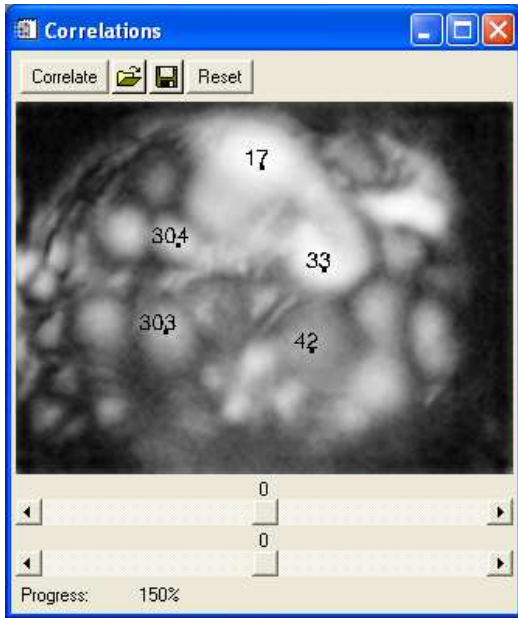 Correlations
Correlate Reset
17
304
33
303
42
0
0
Progress: 150%